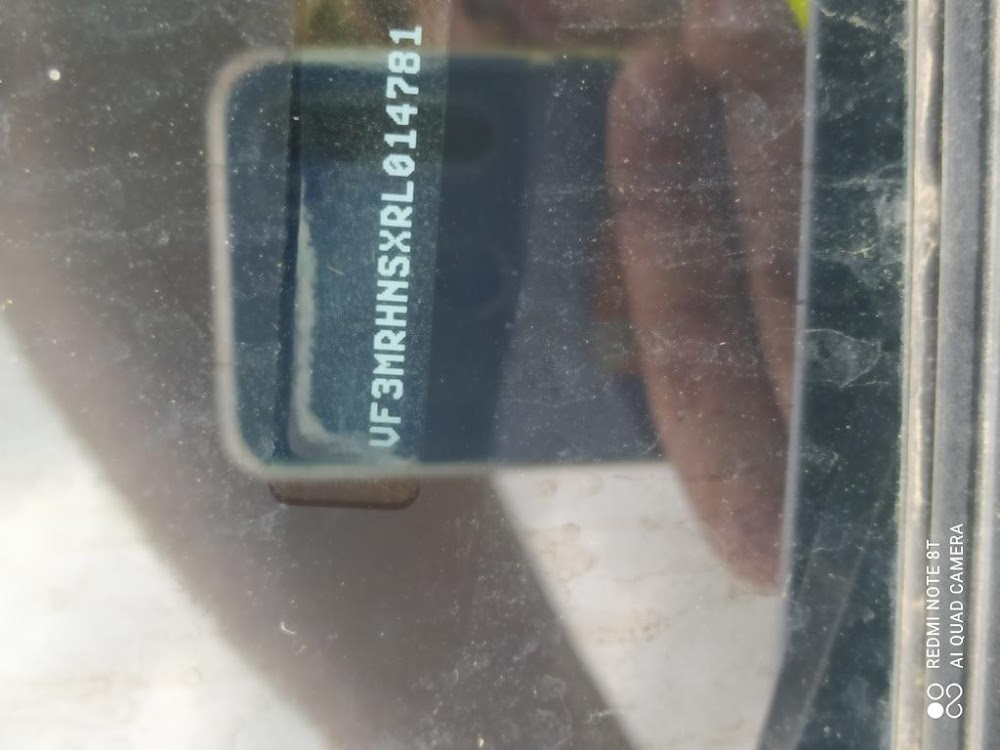 VF3MRHNSXRL014781
REDMI NOTE 8T
AI QUAD CAMERA